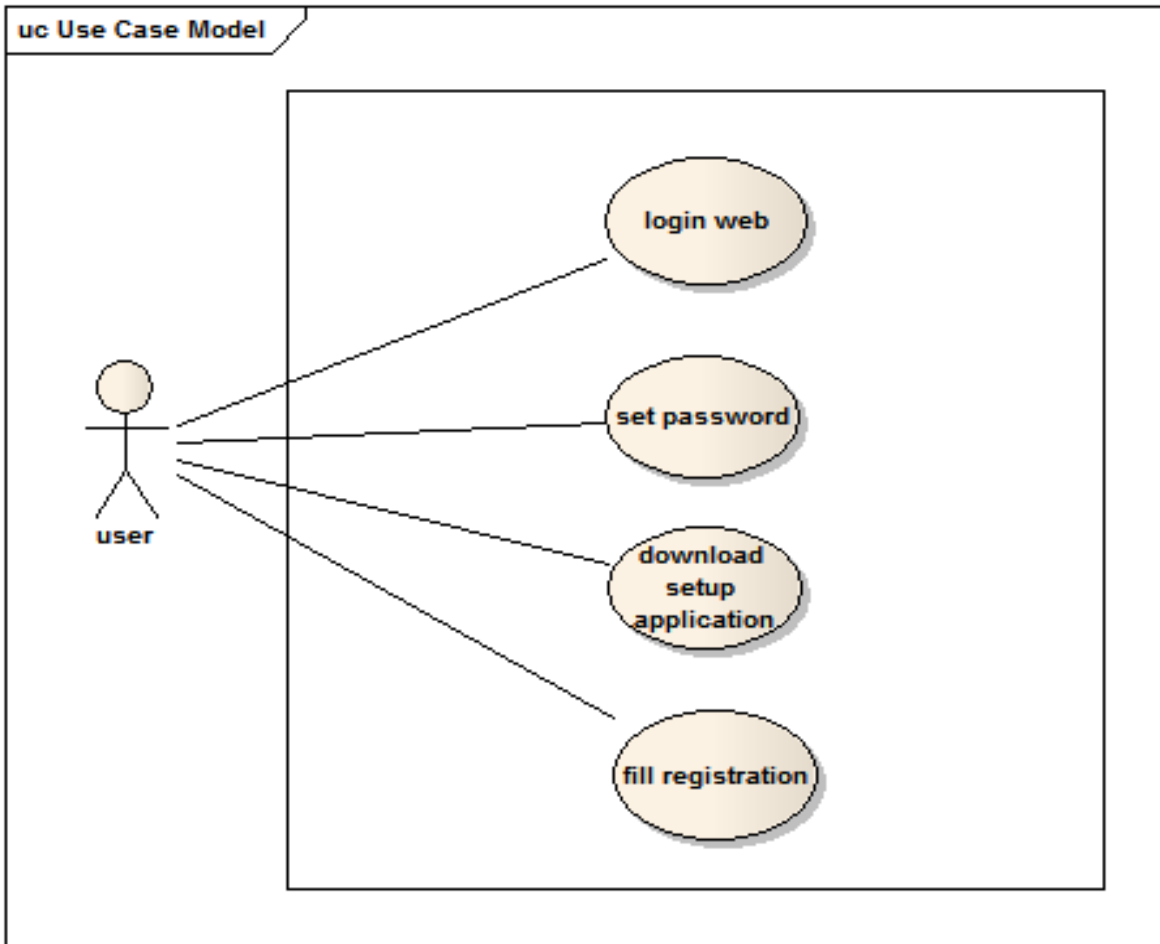 uc Use Case Model
login web
set password
download
setup
application
user
fill registration